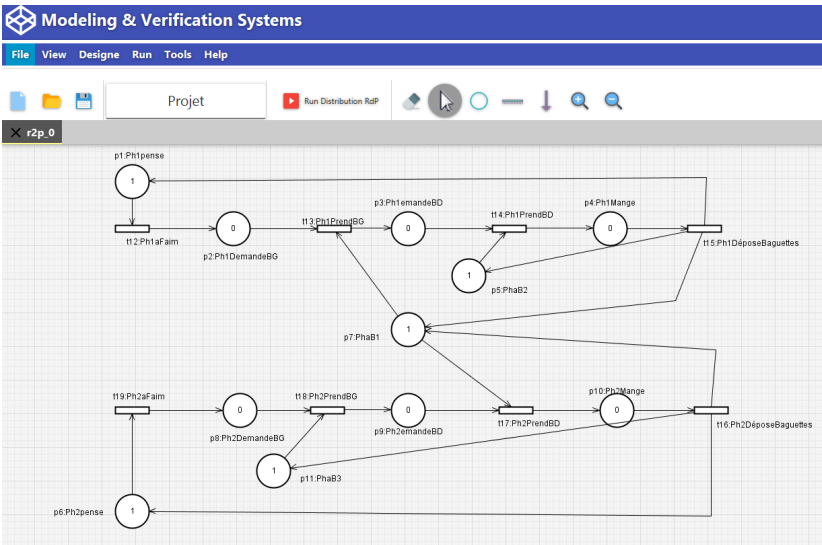 Modeling & Verification Systems
File View Designe Run Tools Help
Projet Run Distribution RdP
r2p_0
p1:Ph1pense
1
p3:Ph1emandeBD
p4:Ph1Mange
t13:Ph1PrendBG
t14:Ph1PrendBD
0
0
0
t12:Ph1aFaim
t15:Ph1DéposeBaguettes
p2:Ph1DemandeBG
1
p5:PhaB2
1
p7:PhaB1
p10:Ph2Mange
t19:Ph2aFaim
t18:Ph2PrendBG
0
0
0
t17:Ph2PrendBD
t16:Ph2DéposeBaguettes
p8:Ph2DemandeBG
p9:Ph2emandeBD
1
p11:PhaB3
p6:Ph2pense
1